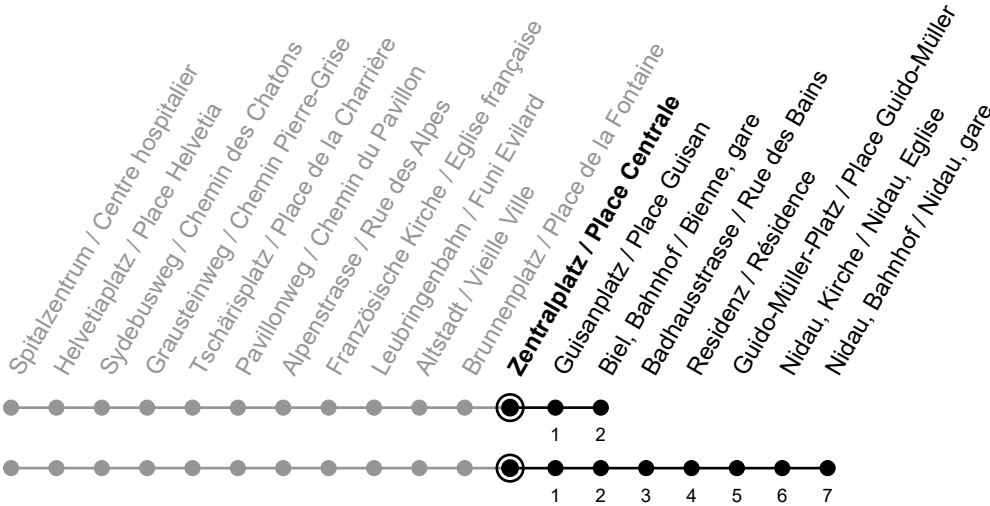 Spitalzentrum / Centre hospitalier
Helvetiaplatz / Place Helvetia
Sydebusweg / Chemin des Chatons
Grausteinweg / Chemin Pierre-Grise
Tschärisplatz / Place de la Charrière
Pavillonweg / Chemin du Pavillon
Alpenstrasse / Rue des Alpes
Französische Kirche / Eglise française
Leubringenbahn / Funi Evilard
Altstadt / Vieille Ville
Brunnenplatz / Place de la Fontaine
Zentralplatz / Place Centrale
Guisanplatz / Place Guisan
Biel, Bahnhof / Bienne, gare
Badhausstrasse / Rue des Bains
Residenz / Résidence
Guido-Müller-Platz / Place Guido-Müller
Nidau, Kirche / Nidau, Eglise
Nidau, Bahnhof / Nidau, gare
1 2
1 2 3 4 5 6 7